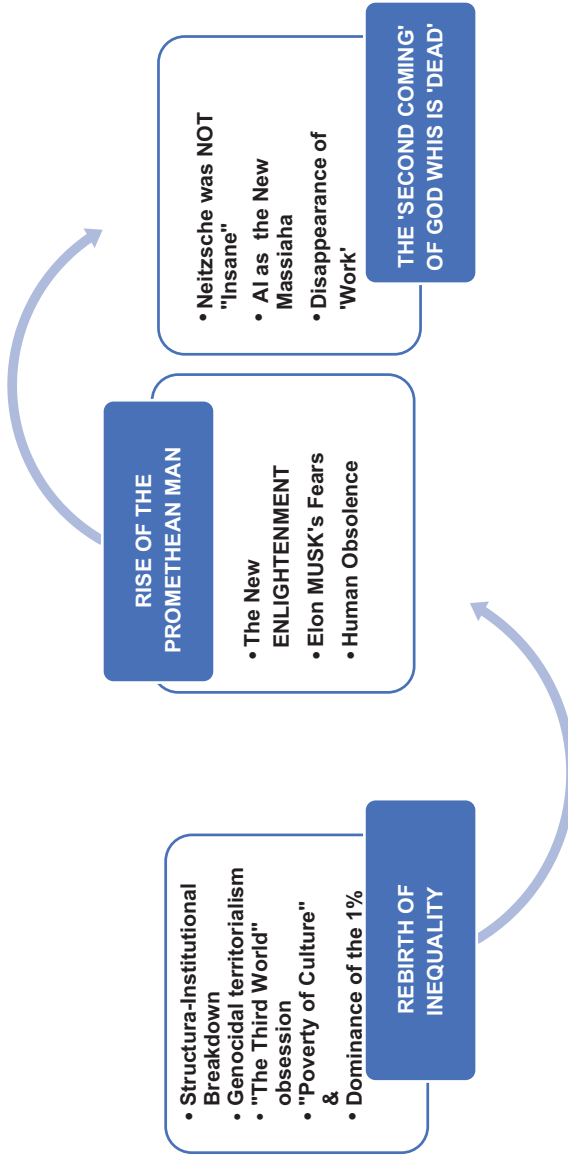 • Structura-Institutional
Breakdown
• Genocidal territorialism
• "The Third World"
obsession
• "Poverty of Culture"
&
• Dominance of the 1%
REBIRTH OF
INEQUALITY
RISE OF THE
PROMETHEAN MAN
• The New
ENLIGHTENMENT
• Elon MUSK's Fears
• Human Obsolence
• Neitzsche was NOT
"Insane"
• AI as the New
Massiaha
• Disappearance of
'Work'
THE 'SECOND COMING'
OF GOD WHIS IS 'DEAD'